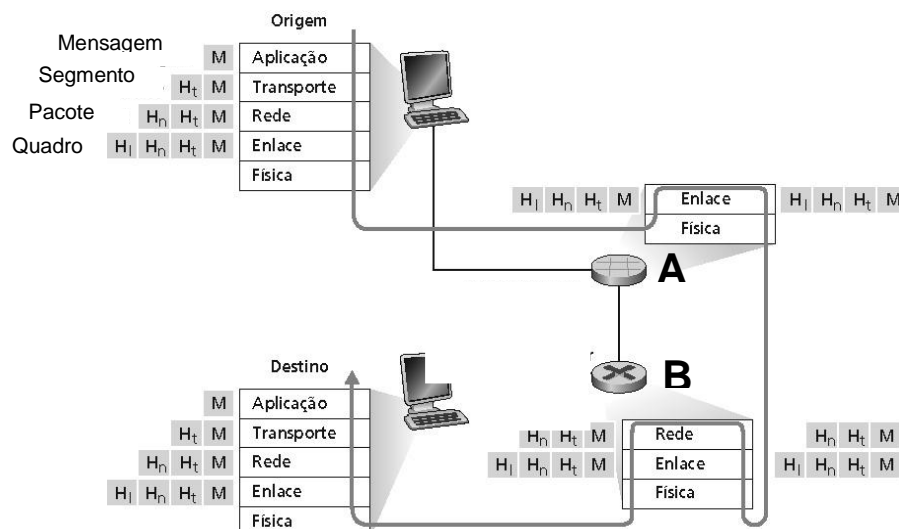 Origem
Mensagem M Aplicação
Segmento Ht M Transporte
Pacote Hn Ht M Rede
Quadro Hl Hn Ht M Enlace
Física
Hl Hn Ht M Enlace Hl Hn Ht M
Física
A
B
Destino
M Aplicação
Ht M Transporte
Hn Ht M Rede
Hl Hn Ht M Enlace
Física
Hn Ht M Rede Hn Ht M
Hl Hn Ht M Enlace Hl Hn Ht M
Física